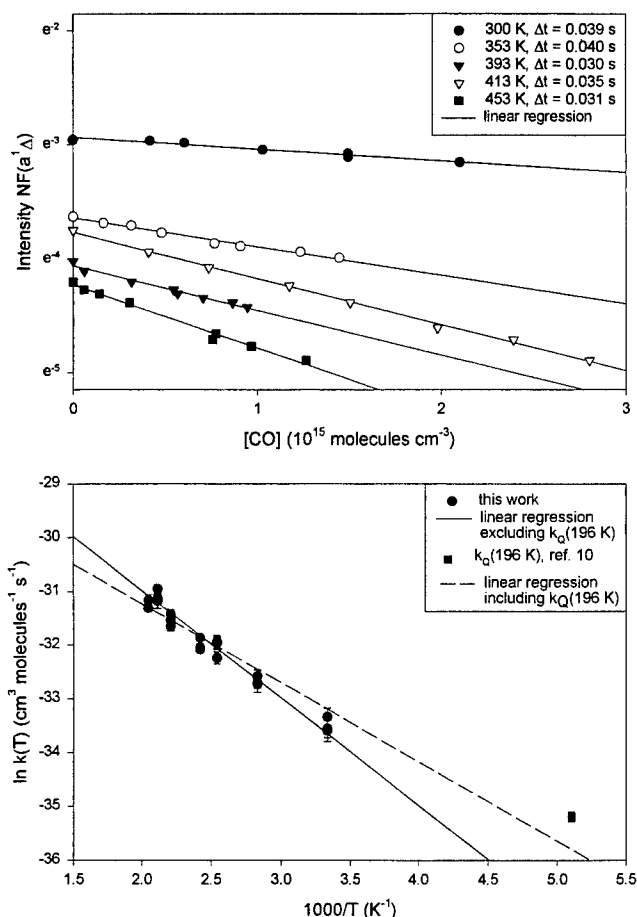 e⁻²
300 K, Δt = 0.039 s
353 K, Δt = 0.040 s
393 K, Δt = 0.030 s
413 K, Δt = 0.035 s
453 K, Δt = 0.031 s
linear regression
e⁻³
Intensity NF(a¹Δ)
e⁻⁴
e⁻⁵
0 1 2 3
[CO] (10¹⁵ molecules cm⁻³)
-29
this work
linear regression
excluding k_Q(196 K)
k_Q(196 K), ref. 10
linear regression
including kQ(196 K)
-30
-31
ln k(T) (cm³ molecules⁻¹ s⁻¹)
-32
-33
-34
-35
-36
1.5 2.0 2.5 3.0 3.5 4.0 4.5 5.0 5.5
1000/T (K⁻¹)